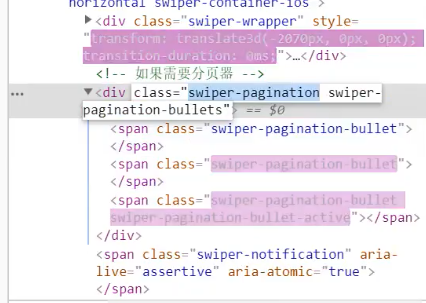 horizontal swiper-container-ios">
▼<div class="swiper-wrapper" style=
"transform: translate3d(-2070px, 0px, 0px);
transition-duration: 0ms;">…</div>
<!-- 如果需要分页器 -->
… ▼<div class="swiper-pagination swiper-
pagination-bullets"> == $0
<span class="swiper-pagination-bullet">
</span>
<span class="swiper-pagination-bullet">
</span>
<span class="swiper-pagination-bullet
swiper-pagination-bullet-active"></span>
</div>
<span class="swiper-notification" aria-
live="assertive" aria-atomic="true">
</span>